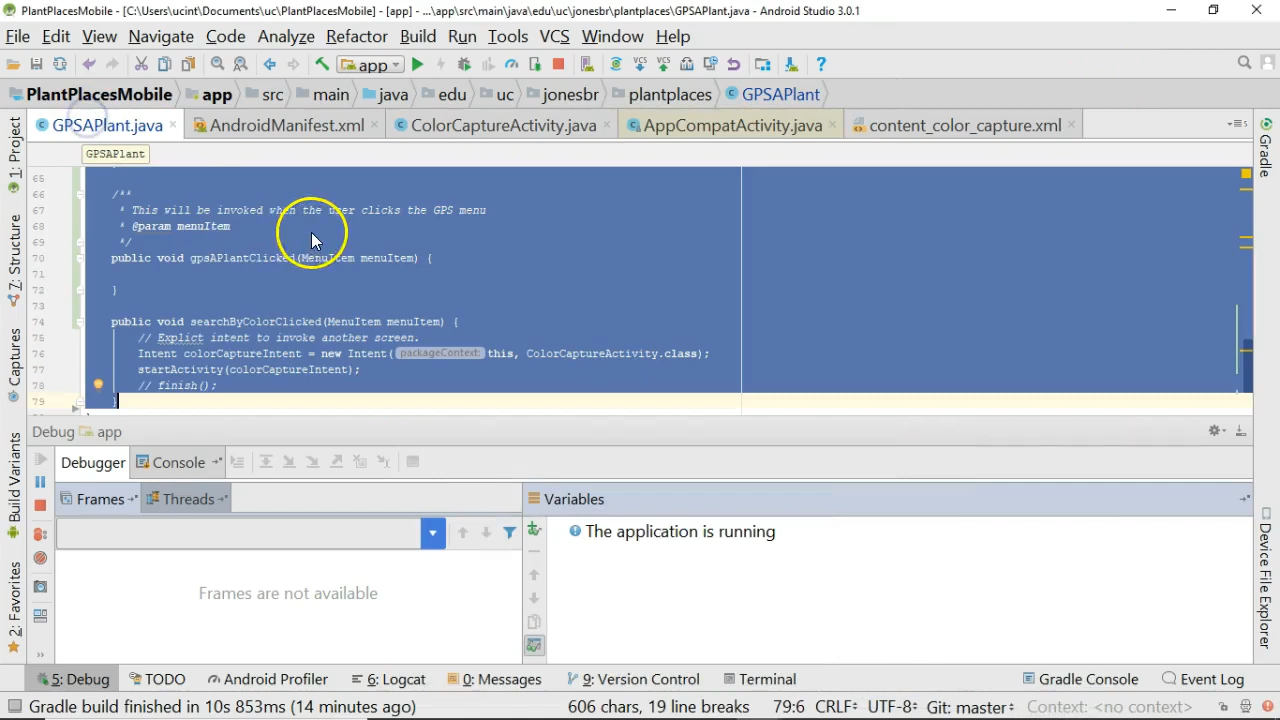 PlantPlacesMobile - [C:\Users\ucint\Documents\uc\PlantPlacesMobile] - [app] - ...\app\src\main\java\edu\uc\jonesbr\plantplaces\GPSAPlant.java - Android Studio 3.0.1
File Edit View Navigate Code Analyze Refactor Build Run Tools VCS Window Help
app
PlantPlacesMobile app src main java edu uc jonesbr plantplaces GPSAPlant
GPSAPlant.java AndroidManifest.xml ColorCaptureActivity.java AppCompatActivity.java content_color_capture.xml
GPSAPlant
65
66 /**
67 * This will be invoked when the user clicks the GPS menu
68 * @param menuItem
69 */
70 public void gpsAPlantClicked(MenuItem menuItem) {
71
72 }
73
74 public void searchByColorClicked(MenuItem menuItem) {
75 // Explict intent to invoke another screen.
76 Intent colorCaptureIntent = new Intent( packageContext: this, ColorCaptureActivity.class);
77 startActivity(colorCaptureIntent);
78 // finish();
79 }
1: Project
7: Structure
Captures
Build Variants
2: Favorites
Gradle
Device File Explorer
Debug app
Debugger Console
Frames Threads Variables
The application is running
Frames are not available
5: Debug TODO Android Profiler 6: Logcat 0: Messages 9: Version Control Terminal Gradle Console Event Log
Gradle build finished in 10s 853ms (14 minutes ago) 606 chars, 19 line breaks 79:6 CRLF UTF-8 Git: master Context: <no context>